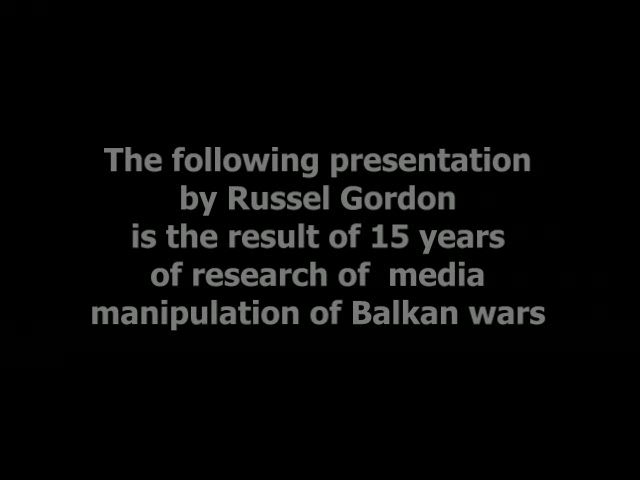 The following presentation
by Russel Gordon
is the result of 15 years
of research of media
manipulation of Balkan wars